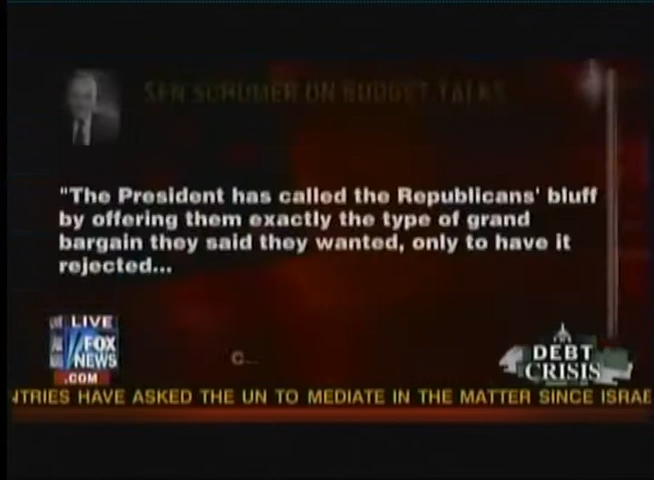 SEN SCHUMER ON BUDGET TALKS
"The President has called the Republicans' bluff
by offering them exactly the type of grand
bargain they said they wanted, only to have it
rejected...
LIVE
FOX
NEWS
.COM
DEBT
CRISIS
NTRIES HAVE ASKED THE UN TO MEDIATE IN THE MATTER SINCE ISRAE